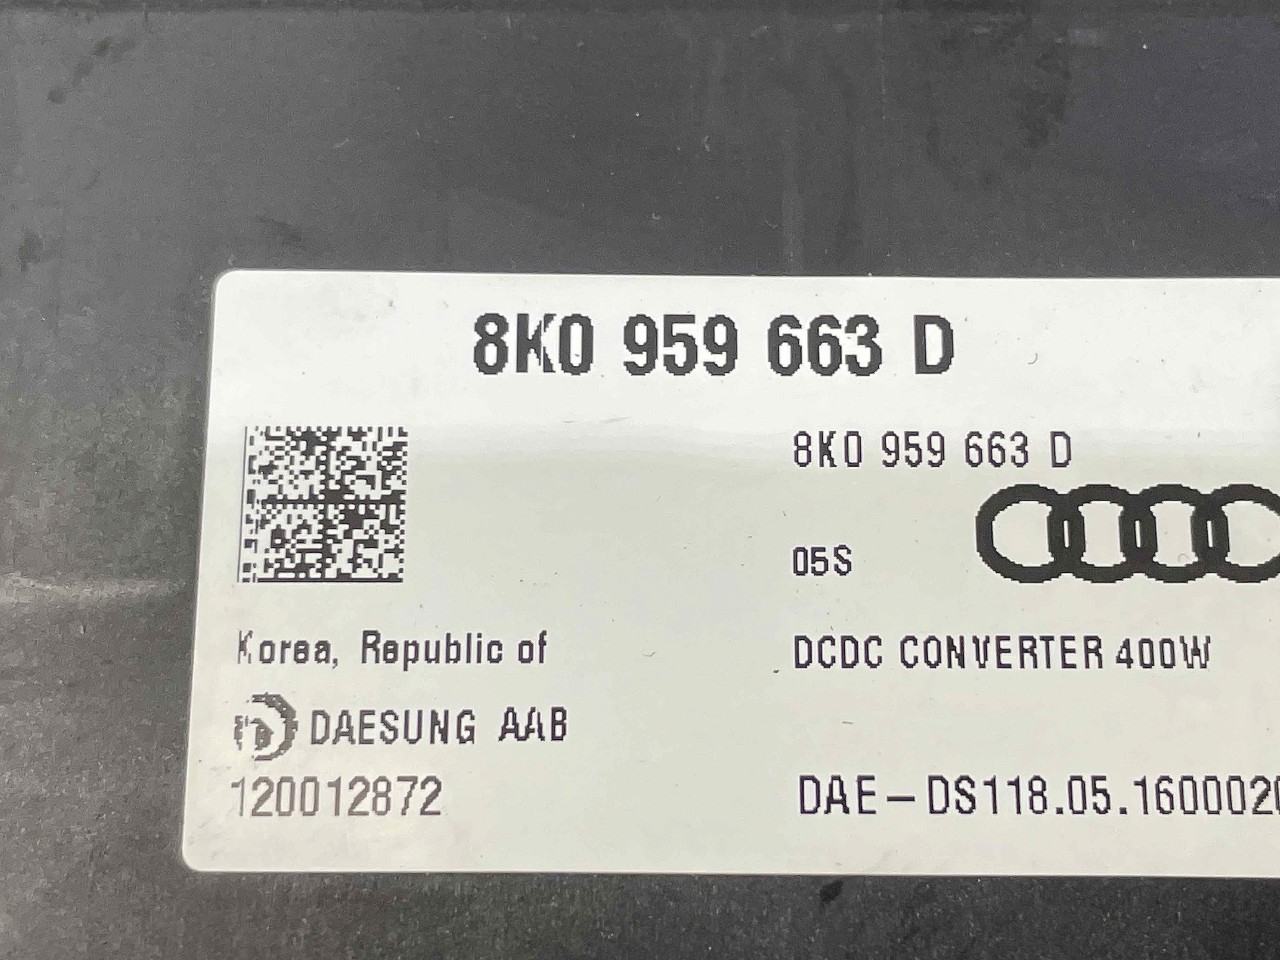 8K0 959 663 D
8K0 959 663 D
05S
Korea, Republic of
DCDC CONVERTER 400W
DAESUNG AAB
120012872
DAE-DS118.05.1600020